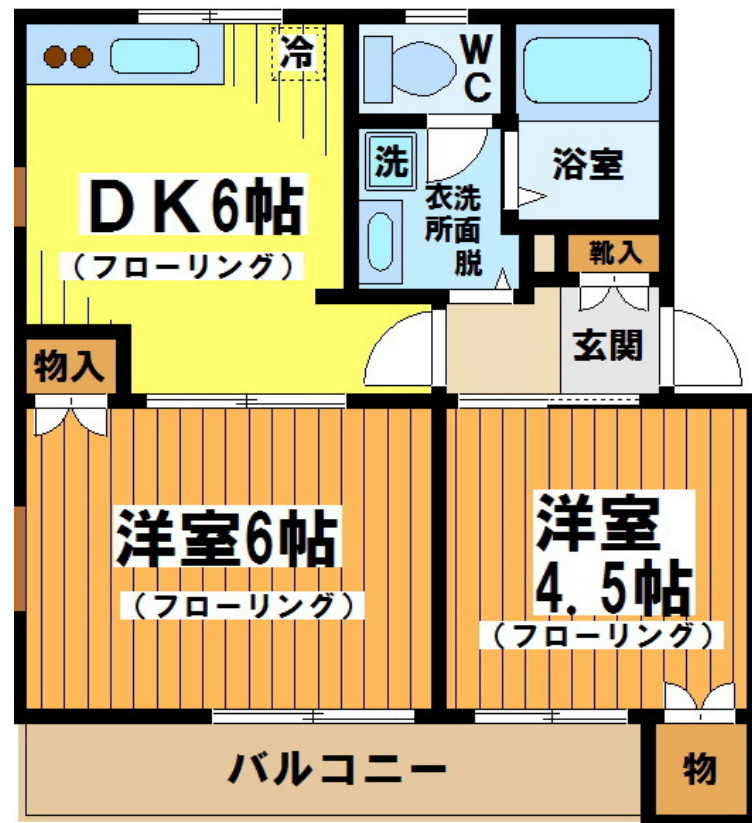 冷
WC
洗
洗面脱
衣所
浴室
DK6帖
(フローリング)
靴入
玄関
物入
洋室6帖
(フローリング)
洋室
4.5帖
(フローリング)
バルコニー
物